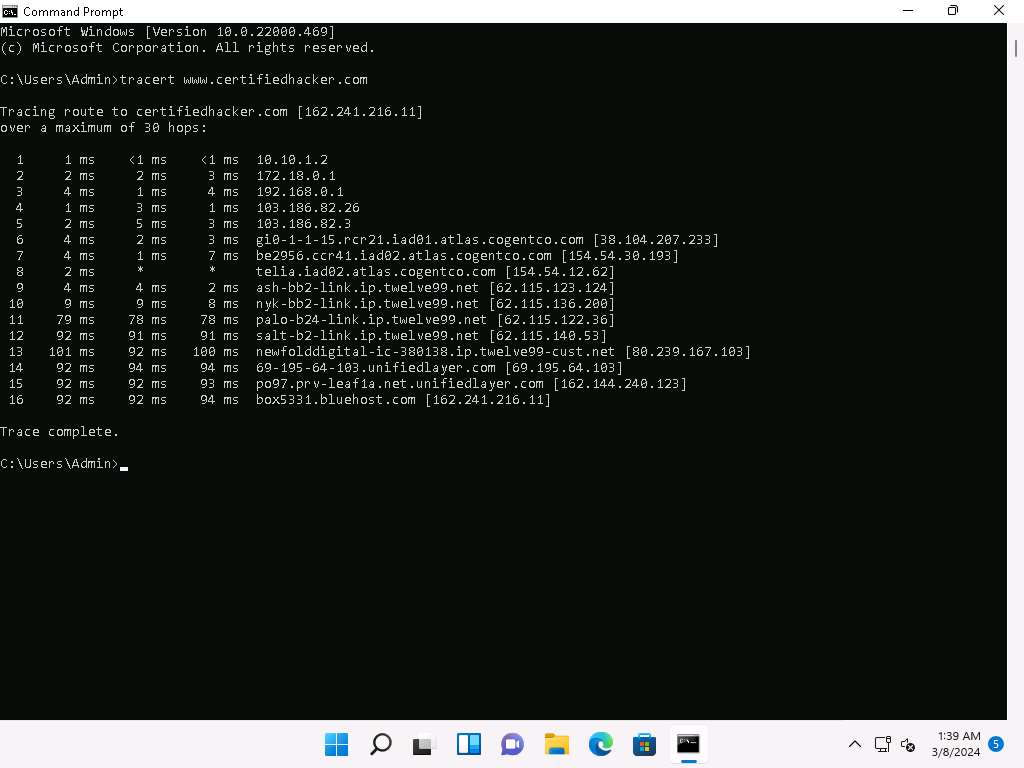 Command Prompt
Microsoft Windows [Version 10.0.22000.469]
(c) Microsoft Corporation. All rights reserved.
C:\Users\Admin>tracert www.certifiedhacker.com
Tracing route to certifiedhacker.com [162.241.216.11]
over a maximum of 30 hops:
1 1 ms <1 ms <1 ms 10.10.1.2
2 2 ms 2 ms 3 ms 172.18.0.1
3 4 ms 1 ms 4 ms 192.168.0.1
4 1 ms 3 ms 1 ms 103.186.82.26
5 2 ms 5 ms 3 ms 103.186.82.3
6 4 ms 2 ms 3 ms gi0-1-1-15.rcr21.iad01.atlas.cogentco.com [38.104.207.233]
7 4 ms 1 ms 7 ms be2956.ccr41.iad02.atlas.cogentco.com [154.54.30.193]
8 2 ms * * telia.iad02.atlas.cogentco.com [154.54.12.62]
9 4 ms 4 ms 2 ms ash-bb2-link.ip.twelve99.net [62.115.123.124]
10 9 ms 9 ms 8 ms nyk-bb2-link.ip.twelve99.net [62.115.136.200]
11 79 ms 78 ms 78 ms palo-b24-link.ip.twelve99.net [62.115.122.36]
12 92 ms 91 ms 91 ms salt-b2-link.ip.twelve99.net [62.115.140.53]
13 101 ms 92 ms 100 ms newfolddigital-ic-380138.ip.twelve99-cust.net [80.239.167.103]
14 92 ms 94 ms 94 ms 69-195-64-103.unifiedlayer.com [69.195.64.103]
15 92 ms 92 ms 93 ms po97.prv-leaf1a.net.unifiedlayer.com [162.144.240.123]
16 92 ms 92 ms 94 ms box5331.bluehost.com [162.241.216.11]
Trace complete.
C:\Users\Admin>
1:39 AM
3/8/2024
5